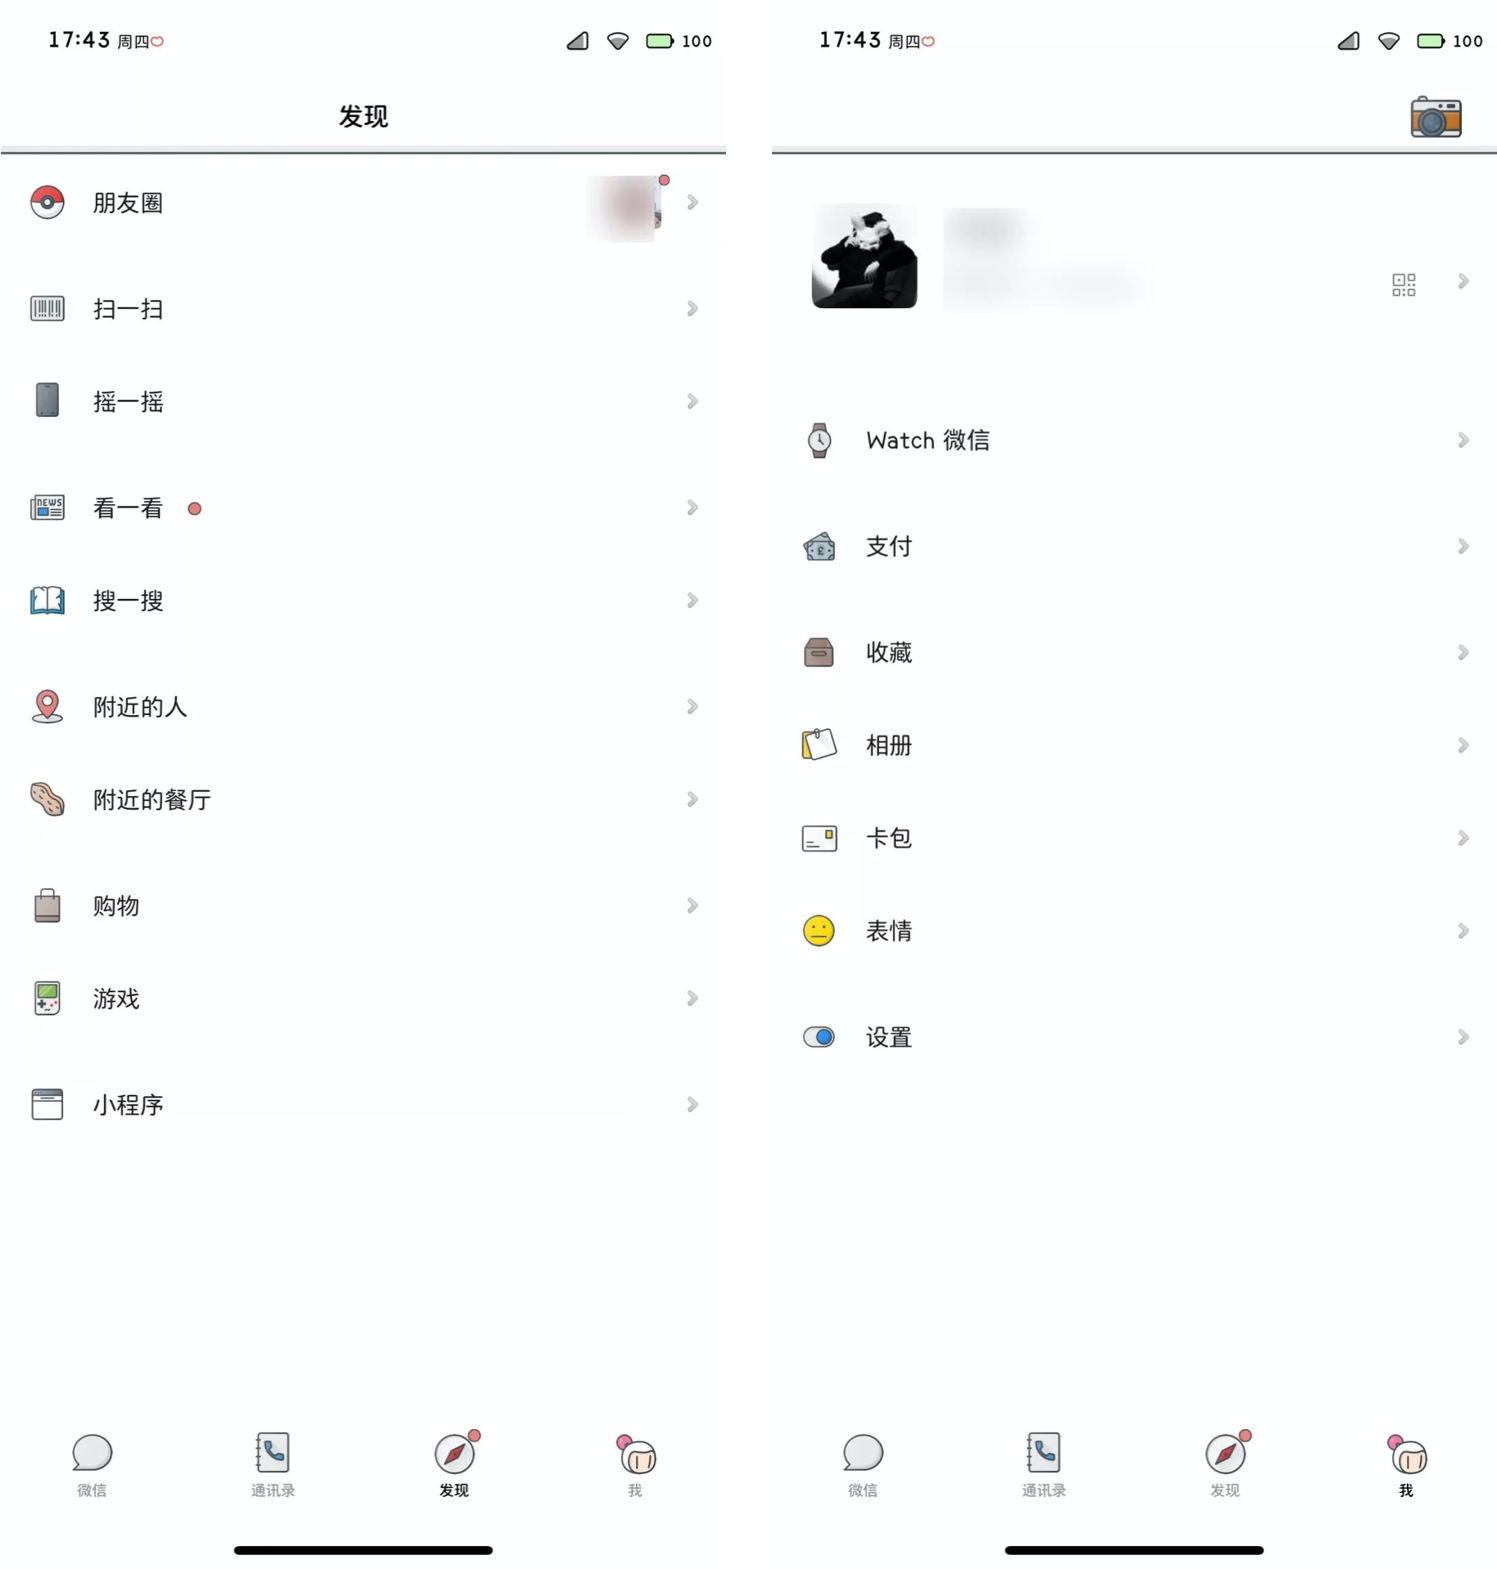 17:43 周四
100
发现
朋友圈
扫一扫
摇一摇
NEWS
看一看
搜一搜
附近的人
附近的餐厅
购物
游戏
小程序
微信
通讯录
发现
我
17:43 周四
100
Watch 微信
£
支付
收藏
相册
卡包
表情
设置
微信
通讯录
发现
我